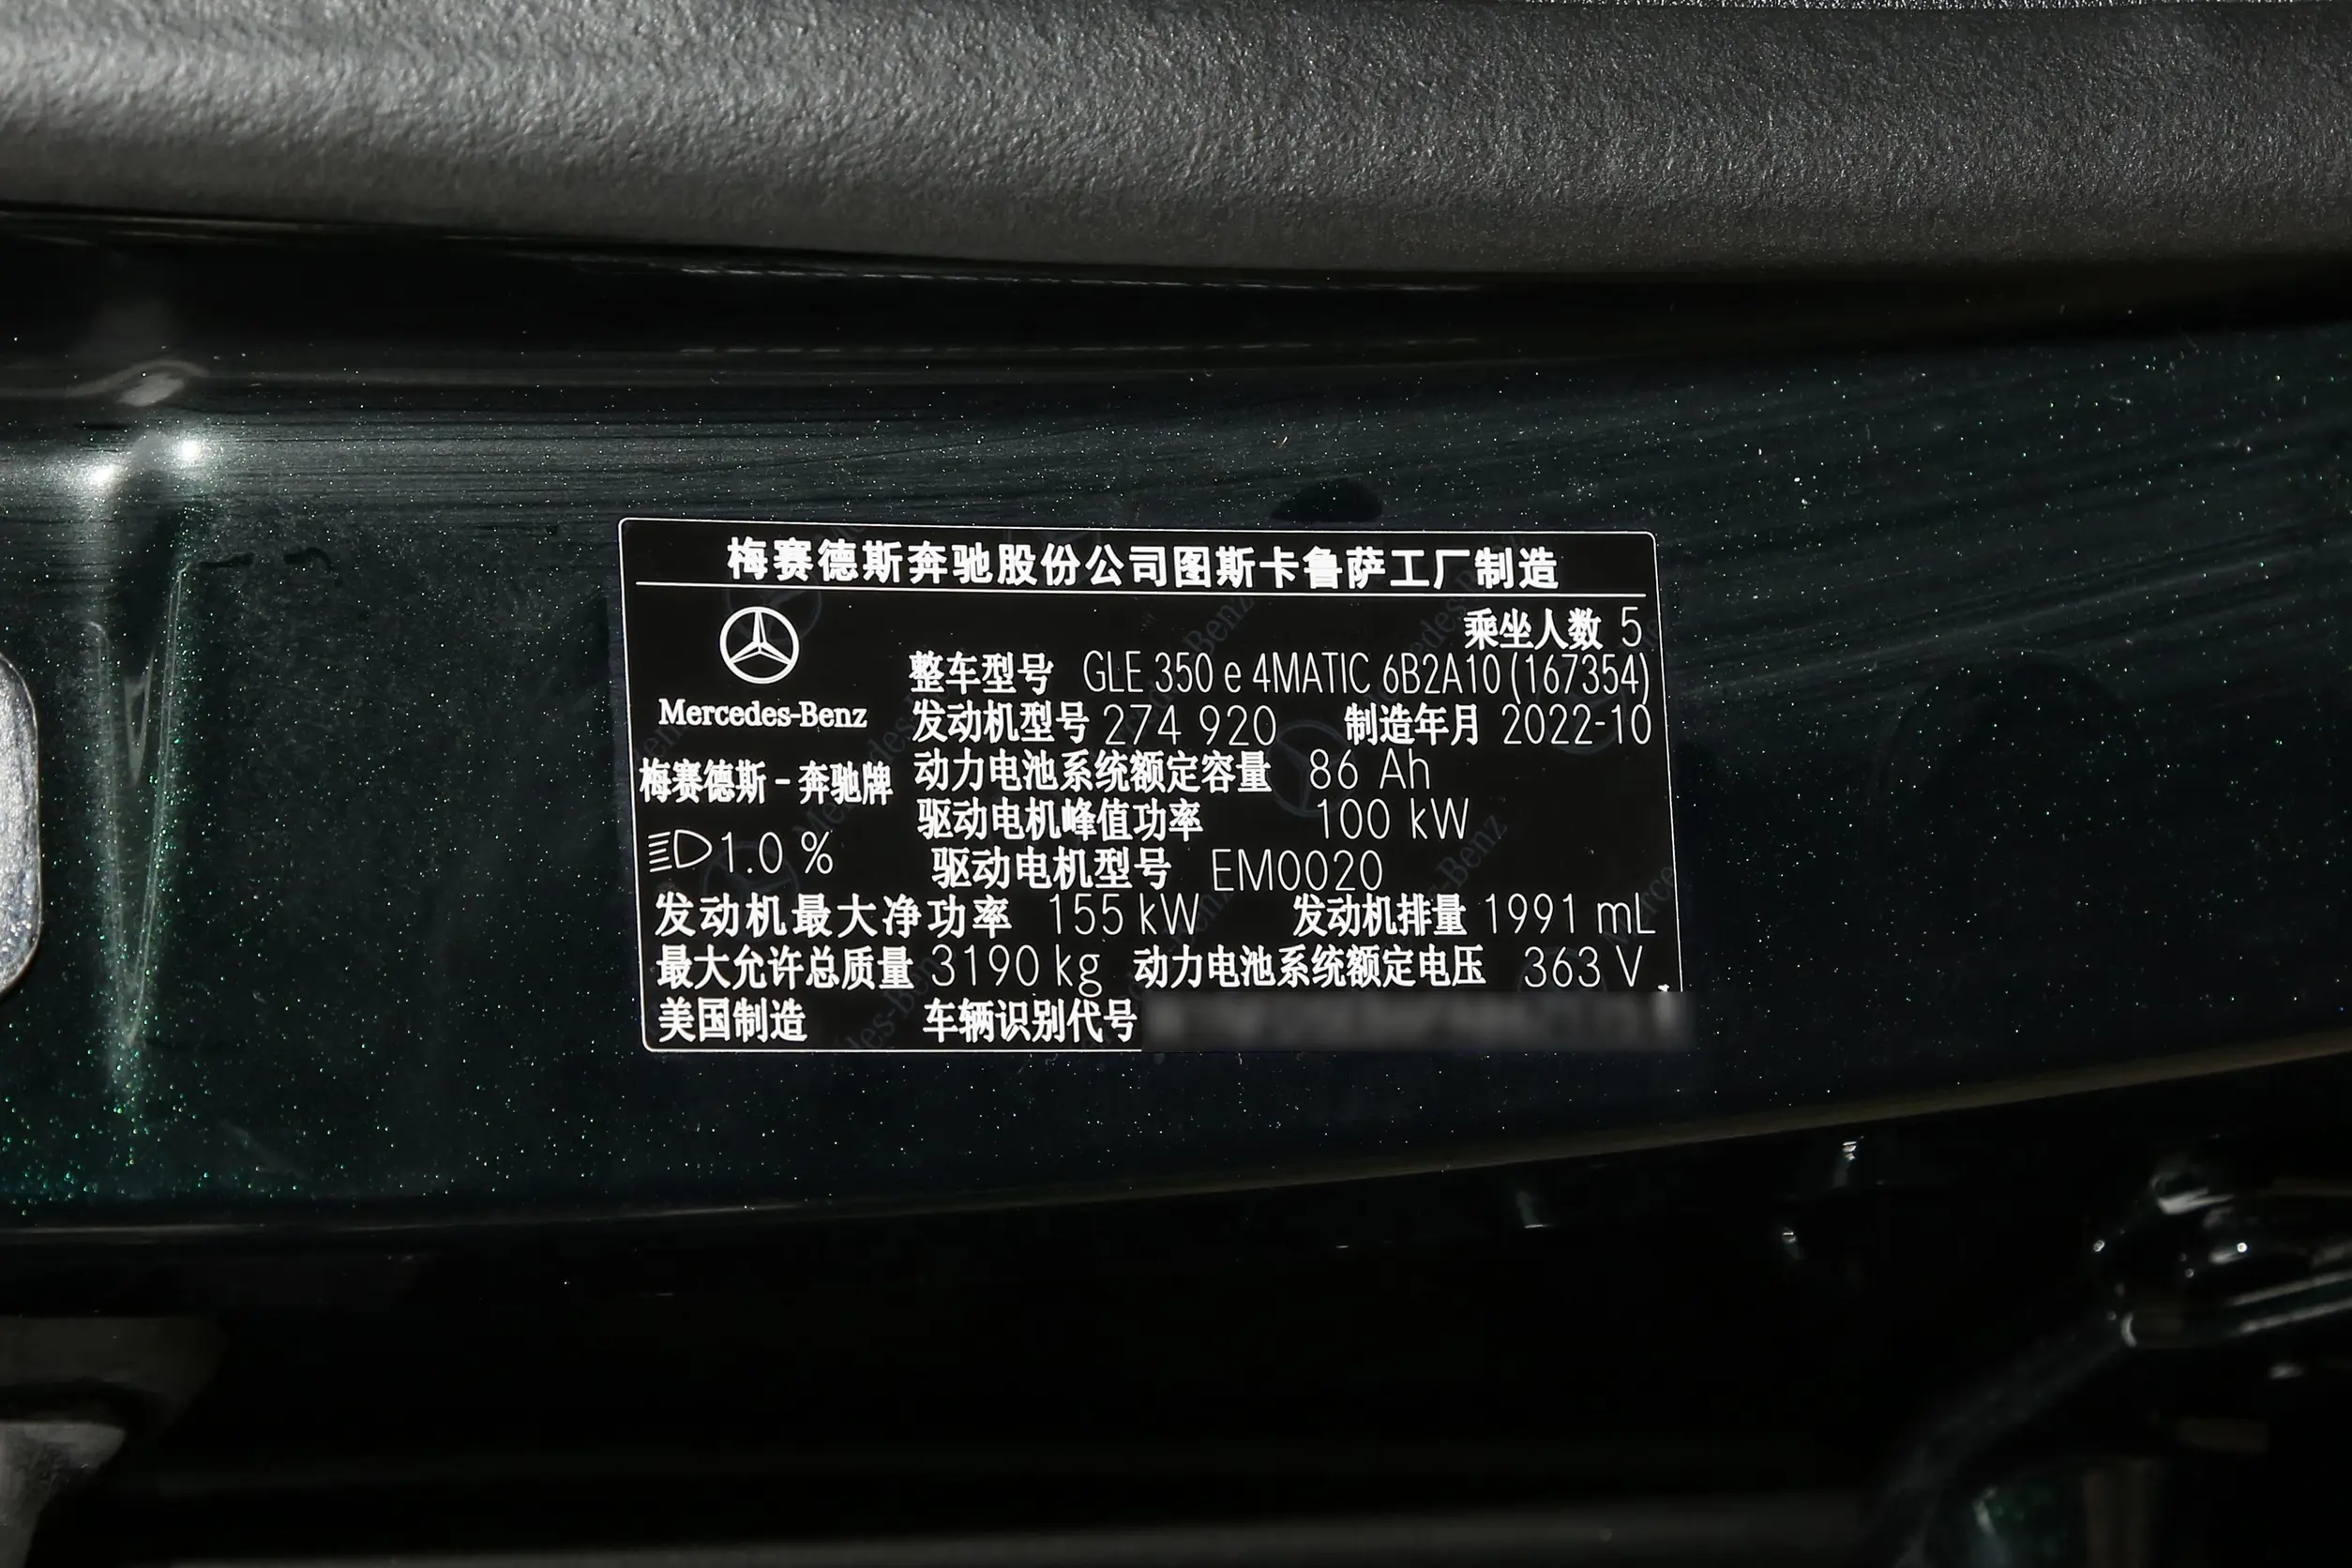 梅赛德斯奔驰股份公司图斯卡鲁萨工厂制造
乘坐人数 5
Mercedes-Benz
整车型号 GLE 350 e 4MATIC 6B2A10 (167354)
发动机型号 274 920 制造年月 2022-10
梅赛德斯-奔驰牌
动力电池系统额定容量 86 Ah
驱动电机峰值功率 100 kW
1.0 %
驱动电机型号 EM0020
发动机最大净功率 155 kW 发动机排量 1991 mL
最大允许总质量 3190 kg 动力电池系统额定电压 363 V
美国制造 车辆识别代号